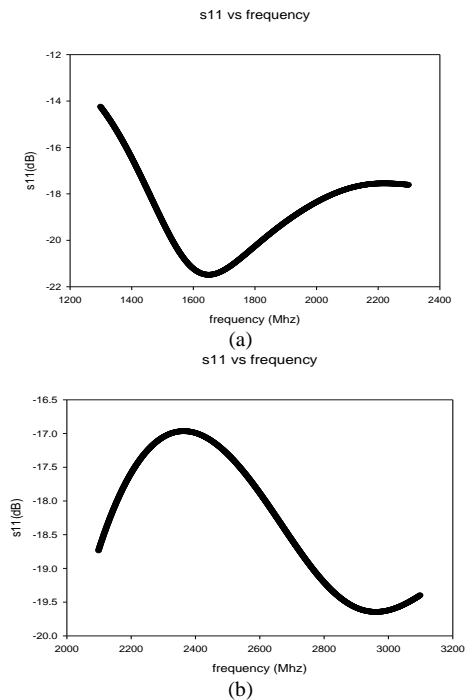 s11 vs frequency
-12
-14
-16
-18
-20
-22
s11(dB)
1200 1400 1600 1800 2000 2200 2400
frequency (Mhz)
(a)
s11 vs frequency
-16.5
-17.0
-17.5
-18.0
-18.5
-19.0
-19.5
-20.0
s11(dB)
2000 2200 2400 2600 2800 3000 3200
frequency (Mhz)
(b)